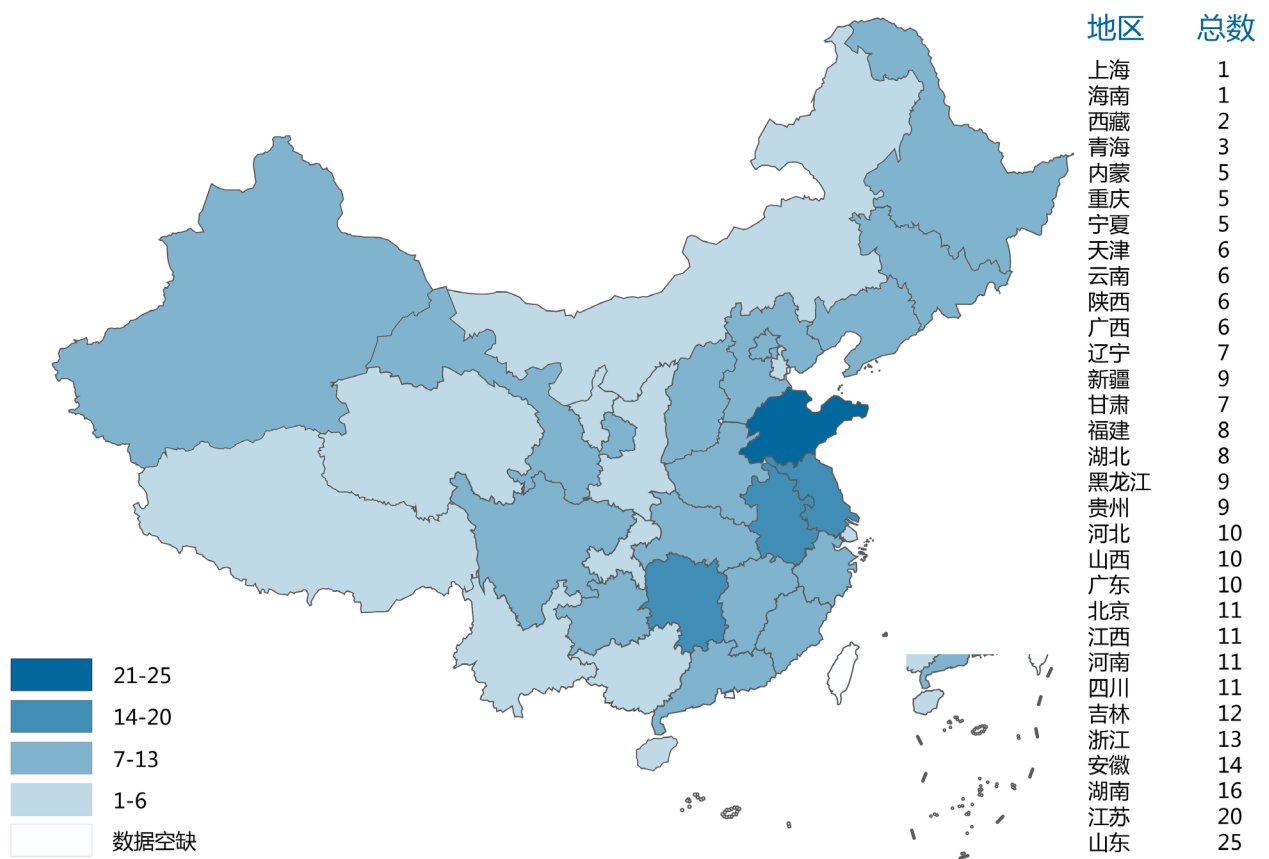 地区 总数
上海 1
海南 1
西藏 2
青海 3
内蒙 5
重庆 5
宁夏 5
天津 6
云南 6
陕西 6
广西 6
辽宁 7
新疆 9
甘肃 7
福建 8
湖北 8
黑龙江 9
贵州 9
河北 10
山西 10
广东 10
北京 11
江西 11
河南 11
四川 11
吉林 12
浙江 13
安徽 14
湖南 16
江苏 20
山东 25
21-25
14-20
7-13
1-6
数据空缺